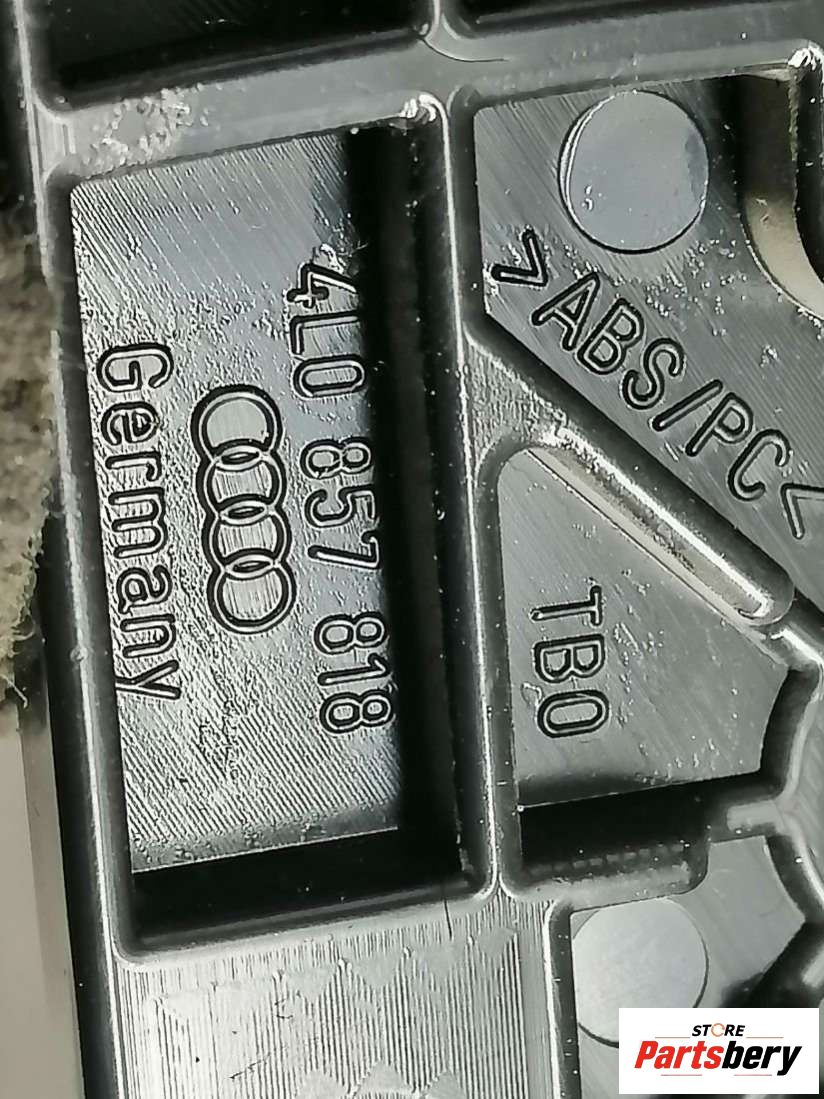 4L0 857 818
Germany
>ABS/PC<
TB0
STORE
Partsbery